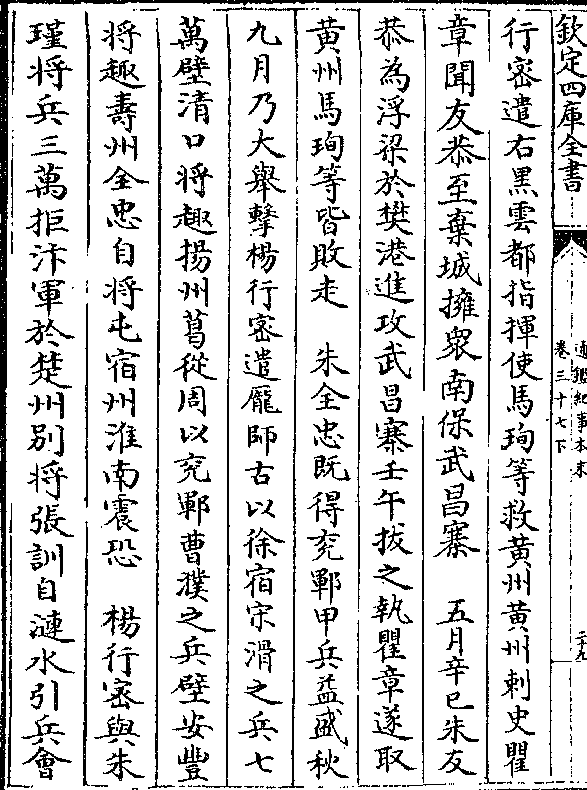 欽定四庫全書
通鑑紀事本末
卷三十七下
二十九
行密遣右黑雲都指揮使馬珣等救黃州黃州刺史瞿
章聞友恭至棄城擁衆南保武昌寨　五月辛巳朱友
恭為浮梁於樊港進攻武昌寨壬午拔之執瞿章遂取
黃州馬珣等皆敗走　朱全忠既得兖鄆甲兵益盛秋
九月乃大舉擊楊行密遣龐師古以徐宿宋滑之兵七
萬壁清口將趣揚州葛從周以兖鄆曹濮之兵壁安豐
將趣壽州全忠自將屯宿州淮南震恐　楊行密與朱
瑾將兵三萬拒汴軍於楚州别將張訓自漣水引兵會